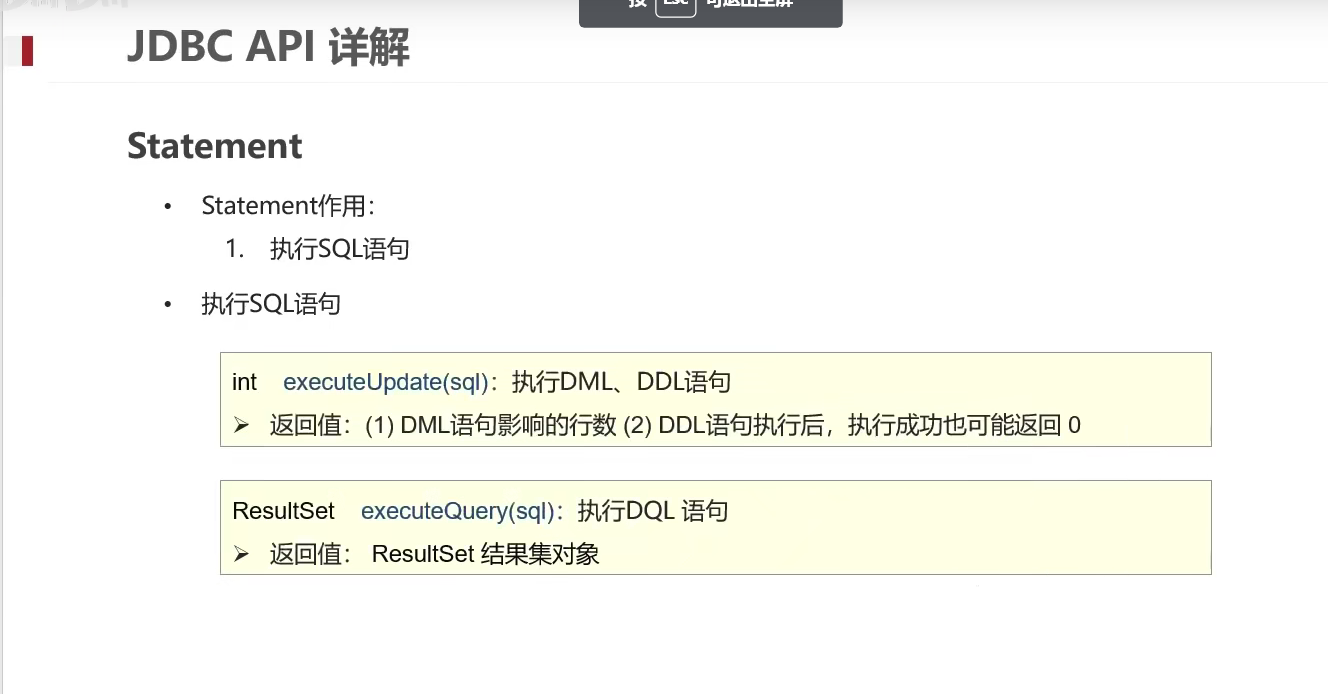 按 Esc 可退出全屏
JDBC API 详解
Statement
• Statement作用：
1. 执行SQL语句
• 执行SQL语句
int executeUpdate(sql)：执行DML、DDL语句
➢ 返回值：(1) DML语句影响的行数 (2) DDL语句执行后，执行成功也可能返回 0
ResultSet executeQuery(sql)：执行DQL 语句
➢ 返回值： ResultSet 结果集对象